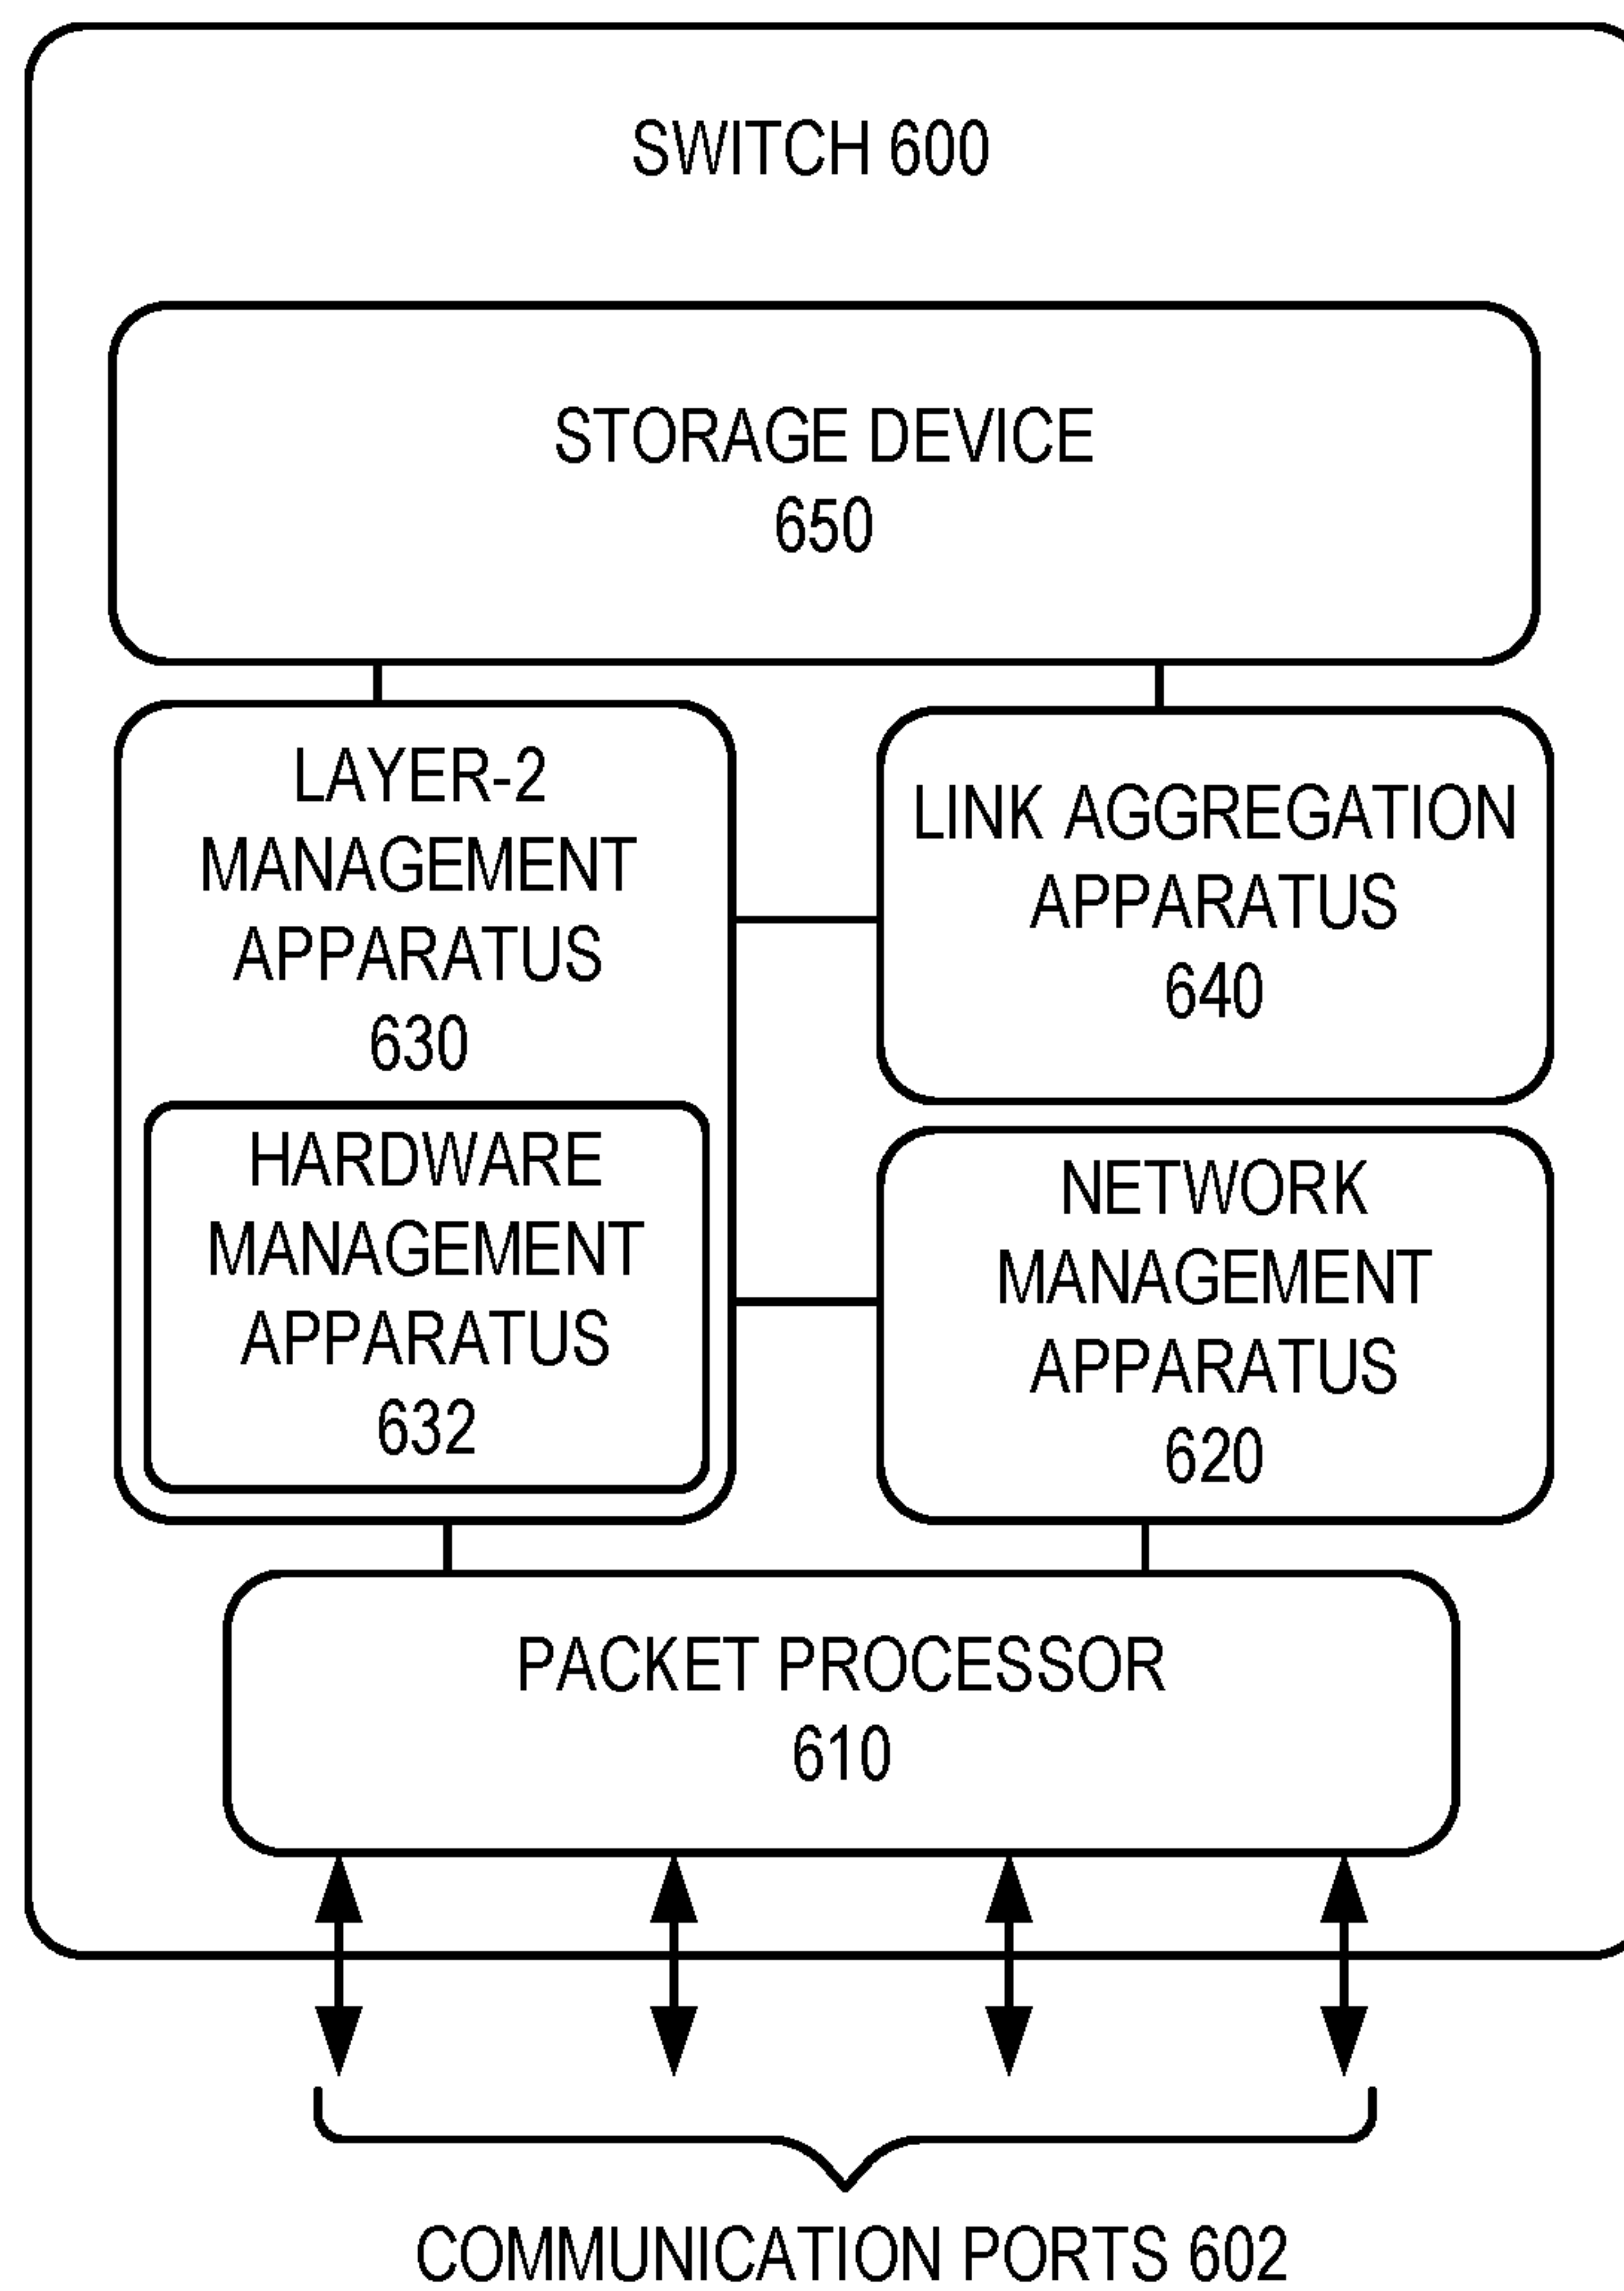 SWITCH 600
STORAGE DEVICE
650
LAYER-2
MANAGEMENT
APPARATUS
630
HARDWARE
MANAGEMENT
APPARATUS
632
LINK AGGREGATION
APPARATUS
640
NETWORK
MANAGEMENT
APPARATUS
620
PACKET PROCESSOR
610
COMMUNICATION PORTS 602